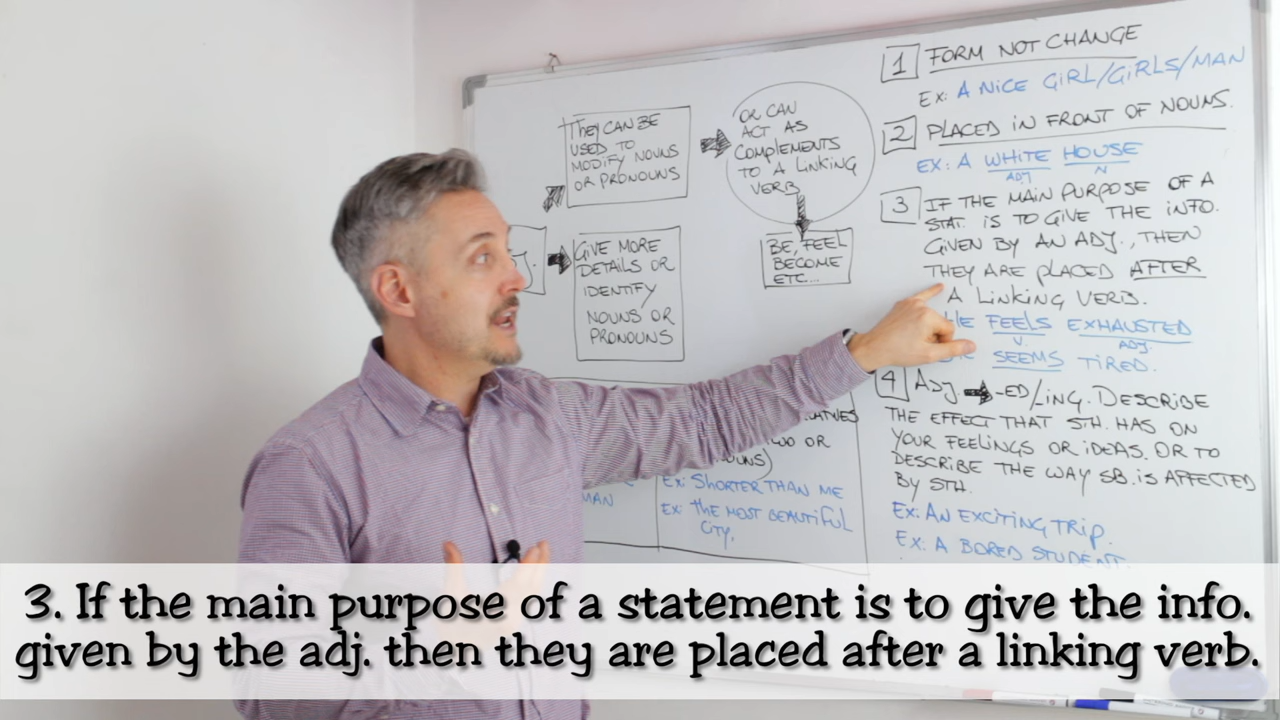 They CAN BE
USED TO
MODIFY NOUNS
OR PRONOUNS
OR CAN
ACT AS
COMPLEMENTS
TO A LINKING
VERB
BE, FEEL
BECOME
ETC...
GIVE MORE
DETAILS OR
IDENTIFY
NOUNS OR
PRONOUNS
OR
MAN
Ex: SHORTER THAN ME
Ex: THE MOST BEAUTIFUL
CITY.
1 FORM NOT CHANGE
Ex: A NICE GIRL/GIRLS/MAN
2 PLACED IN FRONT OF NOUNS.
EX: A WHITE HOUSE
ADJ N
3 IF THE MAIN PURPOSE OF A
STAT. IS TO GIVE THE INFO.
GIVEN BY AN ADJ., THEN
THEY ARE PLACED AFTER
A LINKING VERB.
HE FEELS EXHAUSTED
V. ADJ.
SEEMS TIRED.
4 ADJ → -ED/ING. DESCRIBE
THE EFFECT THAT STH. HAS ON
YOUR FEELINGS OR IDEAS. OR TO
DESCRIBE THE WAY SB. IS AFFECTED
BY STH.
Ex: AN EXCITING TRIP.
Ex: A BORED STUDENT.
3. If the main purpose of a statement is to give the info.
given by the adj. then they are placed after a linking verb.